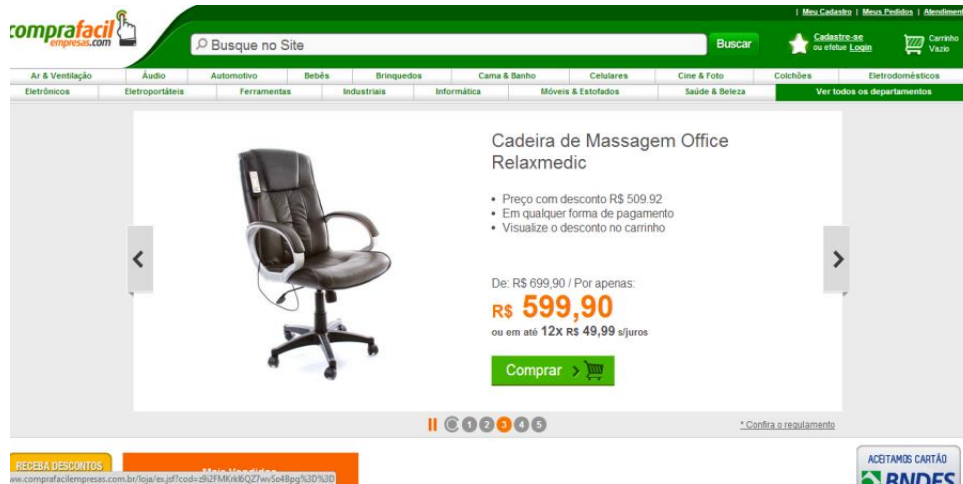 | Meu Cadastro | Meus Pedidos | Atendiment
comprafacil
empresas.com
Busque no Site
Buscar
Cadastre-se
ou efetue Login
Carrinho
Vazio
Ar & Ventilação Áudio Automotivo Bebês Brinquedos Cama & Banho Celulares Cine & Foto Colchões Eletrodomésticos
Eletrônicos Eletroportáteis Ferramentas Industriais Informática Móveis & Estofados Saúde & Beleza Ver todos os departamentos
Cadeira de Massagem Office
Relaxmedic
• Preço com desconto R$ 509.92
• Em qualquer forma de pagamento
• Visualize o desconto no carrinho
De: R$ 699,90 / Por apenas:
R$ 599,90
ou em até 12x R$ 49,99 s/juros
Comprar
1 2 3 4 5
* Confira o regulamento
RECEBA DESCONTOS
Mais Vendidos
ACEITAMOS CARTÃO
BNDES